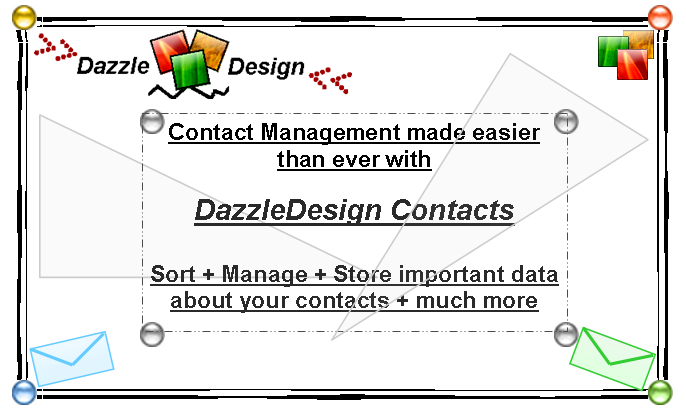 Dazzle Design
Contact Management made easier
than ever with
DazzleDesign Contacts
Sort + Manage + Store important data
about your contacts + much more